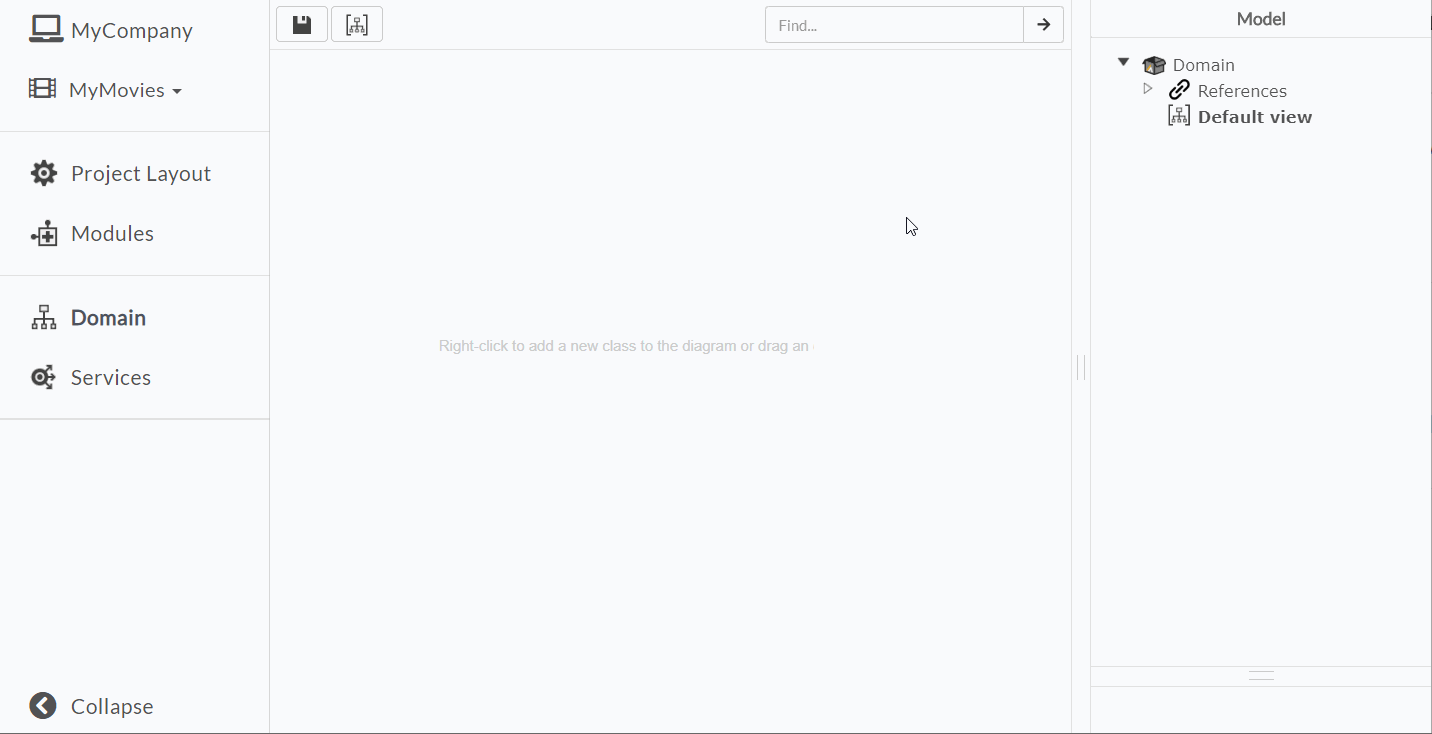 MyCompany
MyMovies
Project Layout
Modules
Domain
Services
Collapse
Find...
Right-click to add a new class to the diagram or drag an
Model
Domain
References
Default view